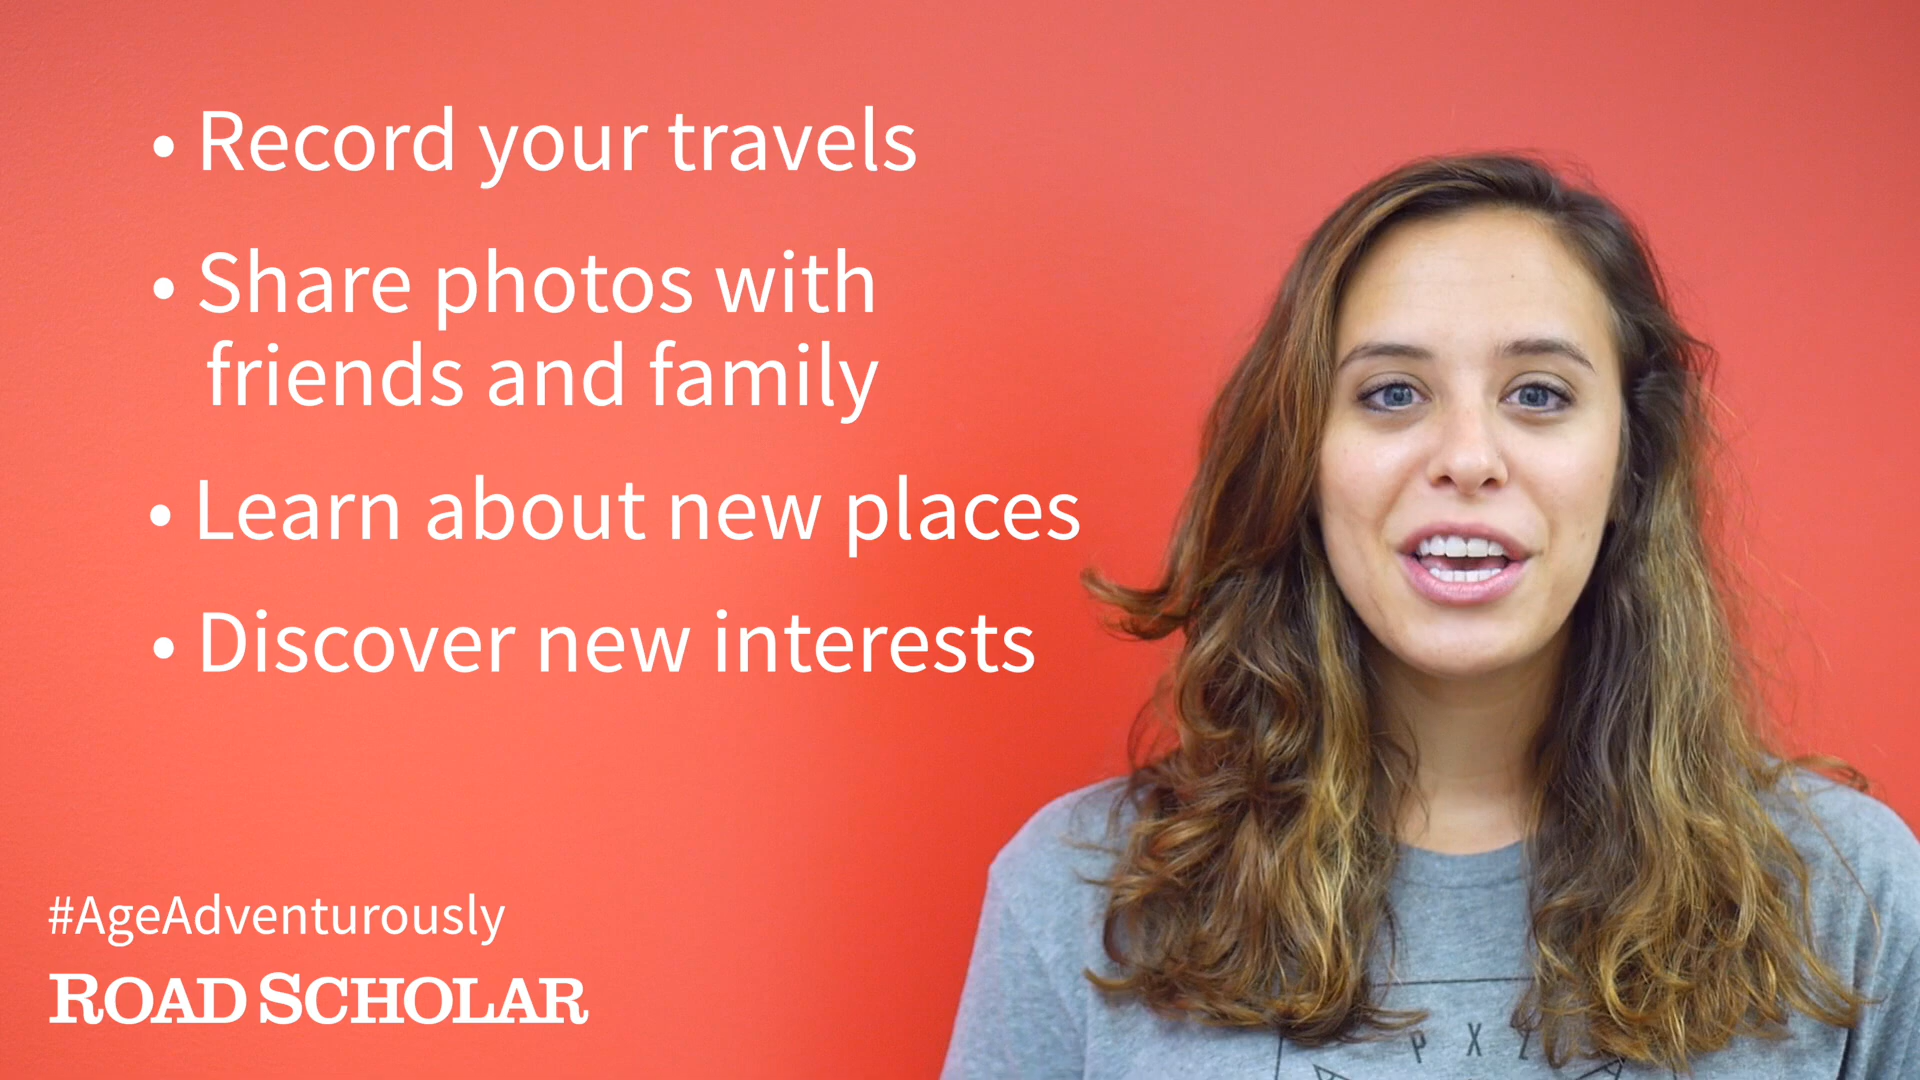 • Record your travels
• Share photos with
friends and family
• Learn about new places
• Discover new interests
#AgeAdventurously
ROAD SCHOLAR